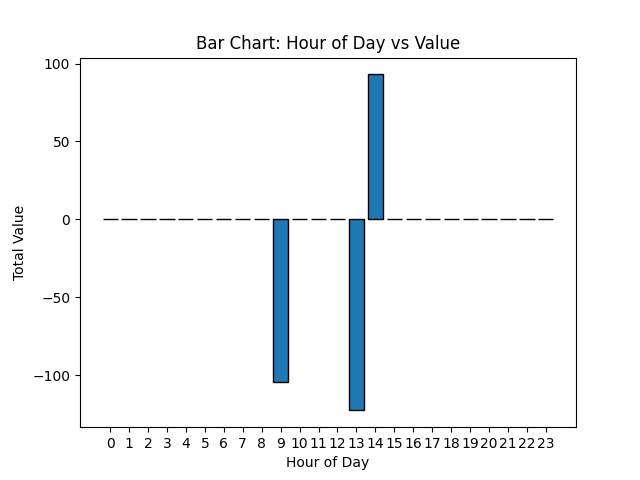 Bar Chart: Hour of Day vs Value
Total Value
100
50
0
−50
−100
0 1 2 3 4 5 6 7 8 9 10 11 12 13 14 15 16 17 18 19 20 21 22 23
Hour of Day